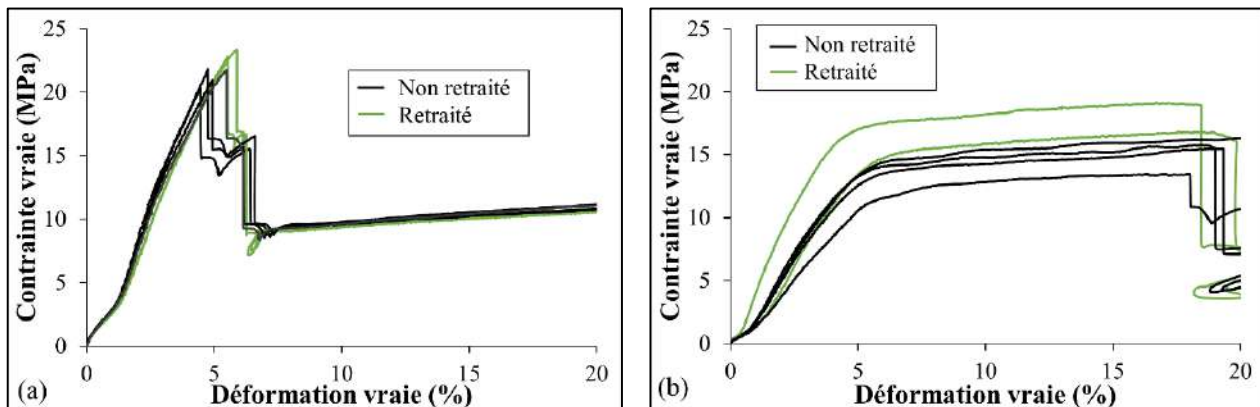 Contrainte vraie (MPa)
25
20
15
10
5
0
Non retraité
Retraité
0 5 10 15 20
(a) Déformation vraie (%)
Contrainte vraie (MPa)
25
20
15
10
5
0
Non retraité
Retraité
0 5 10 15 20
(b) Déformation vraie (%)